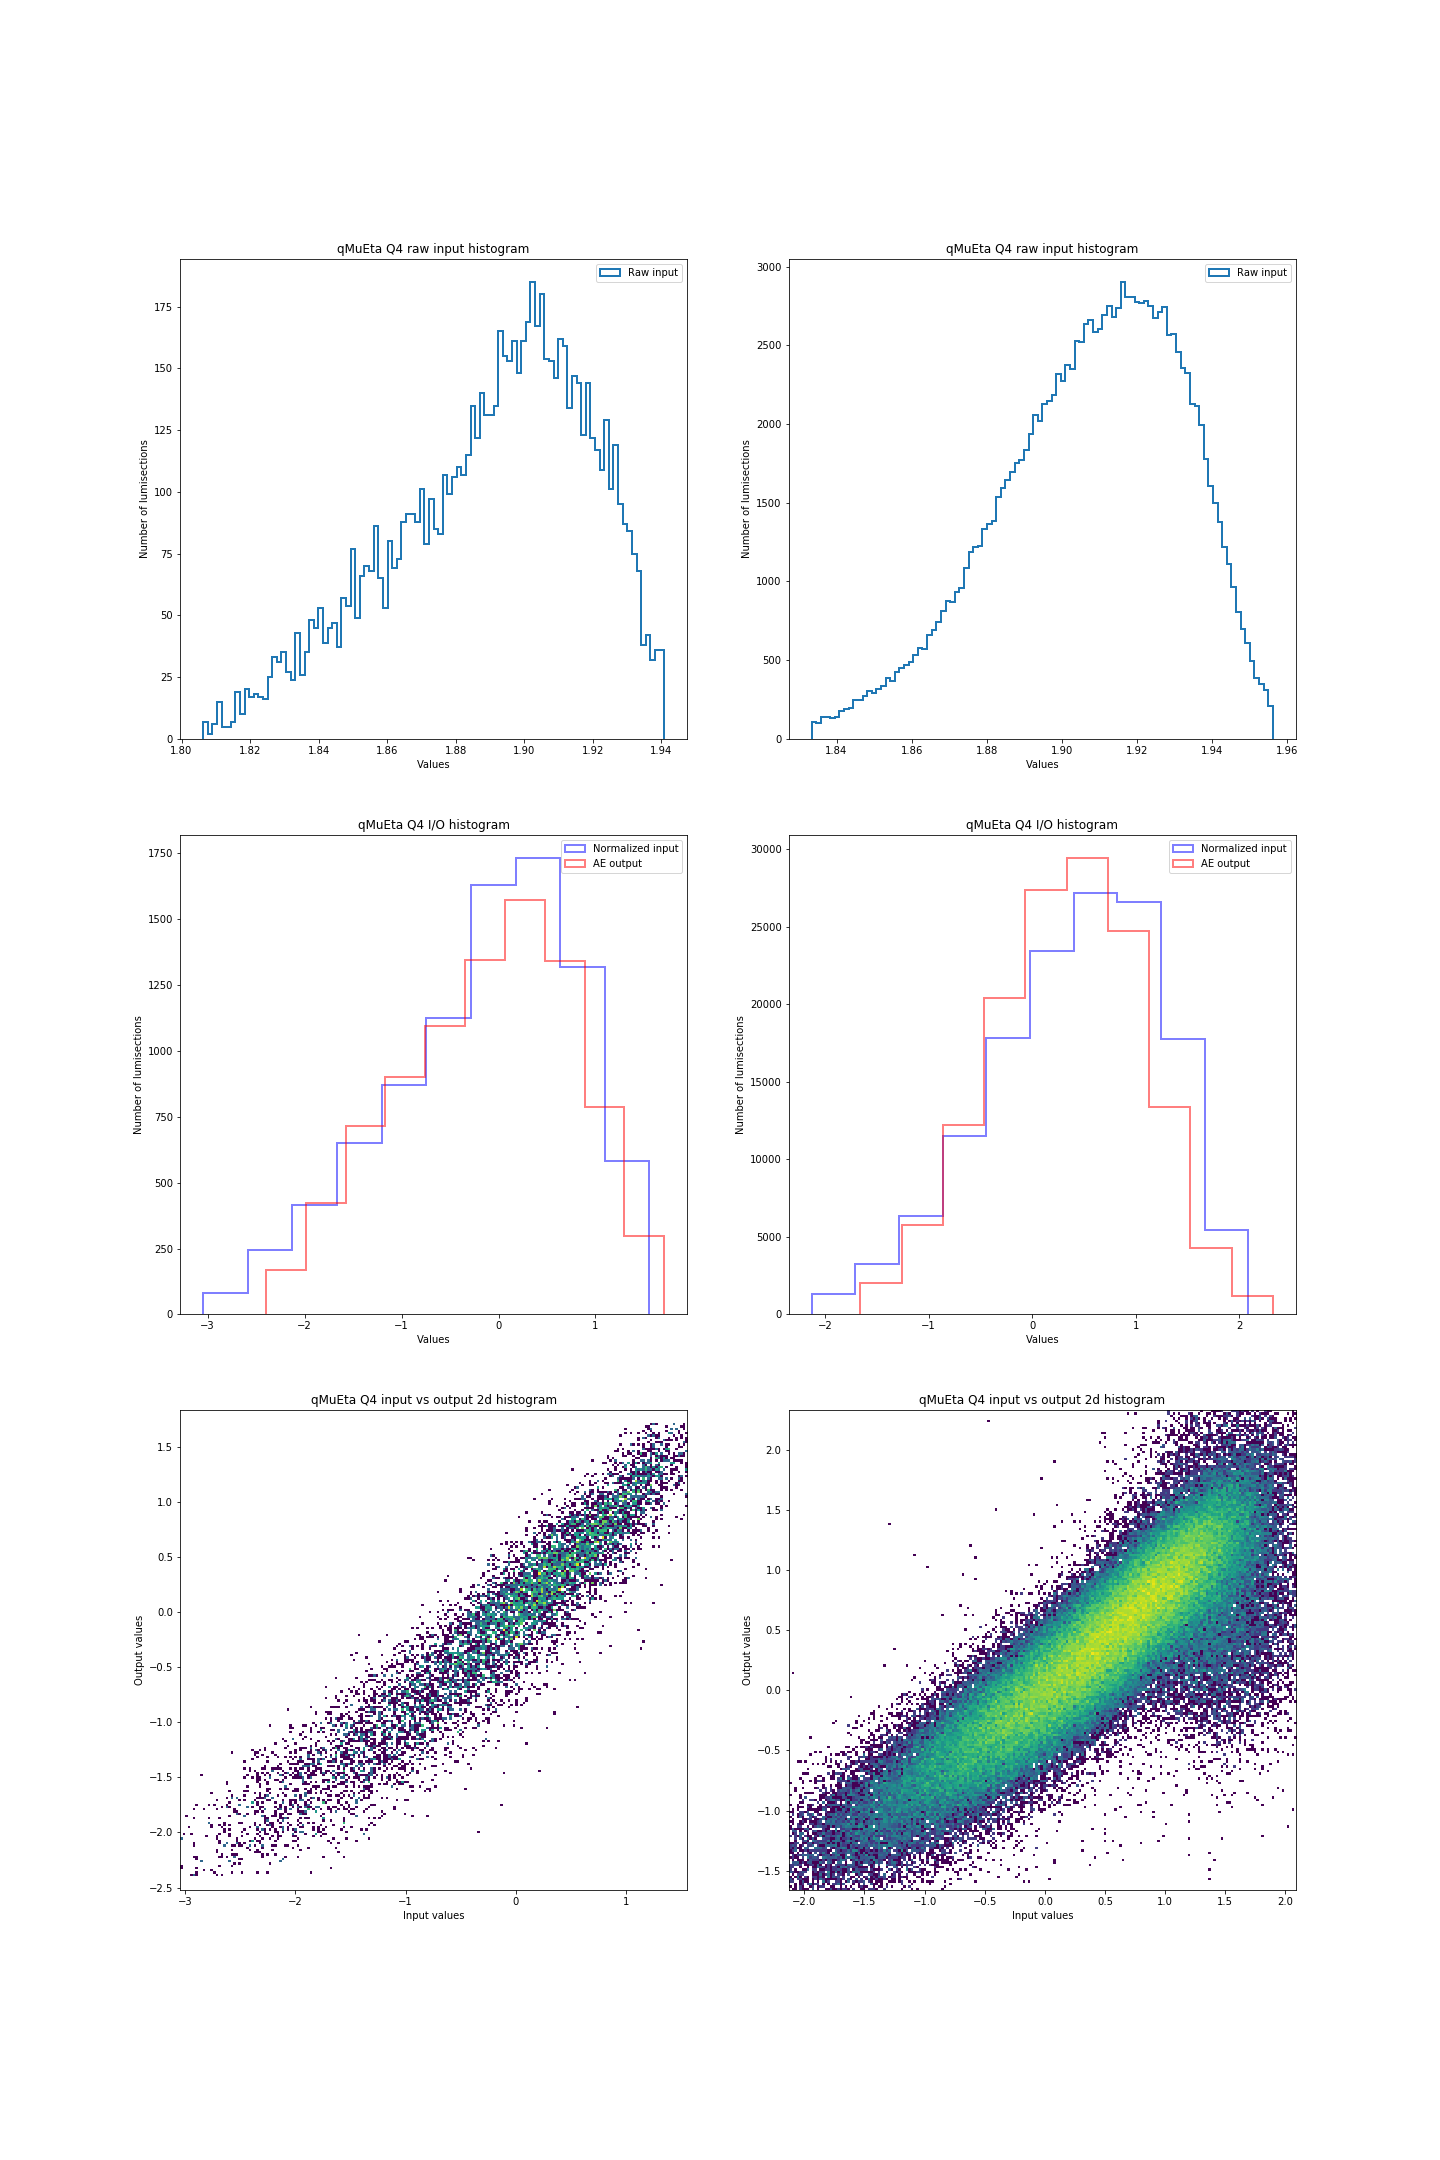 qMuEta Q4 raw input histogram
Raw input
175
150
125
100
75
50
25
0
Number of lumisections
1.80 1.82 1.84 1.86 1.88 1.90 1.92 1.94
Values
qMuEta Q4 raw input histogram
Raw input
3000
2500
2000
1500
1000
500
0
Number of lumisections
1.84 1.86 1.88 1.90 1.92 1.94 1.96
Values
qMuEta Q4 I/O histogram
Normalized input
AE output
1750
1500
1250
1000
750
500
250
0
Number of lumisections
−3 −2 −1 0 1
Values
qMuEta Q4 I/O histogram
Normalized input
AE output
30000
25000
20000
15000
10000
5000
0
Number of lumisections
−2 −1 0 1 2
Values
qMuEta Q4 input vs output 2d histogram
1.5
1.0
0.5
0.0
−0.5
−1.0
−1.5
−2.0
−2.5
Output values
−3 −2 −1 0 1
Input values
qMuEta Q4 input vs output 2d histogram
2.0
1.5
1.0
0.5
0.0
−0.5
−1.0
−1.5
Output values
−2.0 −1.5 −1.0 −0.5 0.0 0.5 1.0 1.5 2.0
Input values